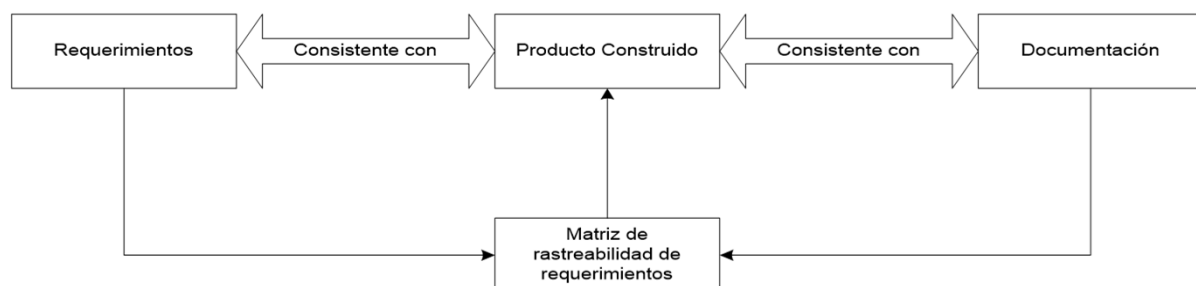 Requerimientos
Consistente con
Producto Construido
Consistente con
Documentación
Matriz de
rastreabilidad de
requerimientos